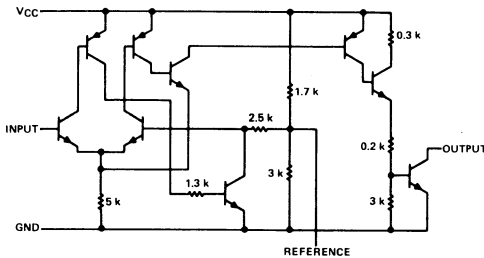 VCC
0.3 k
1.7 k
2.5 k
INPUT
0.2 k
OUTPUT
3 k
1.3 k
3 k
5 k
GND
REFERENCE